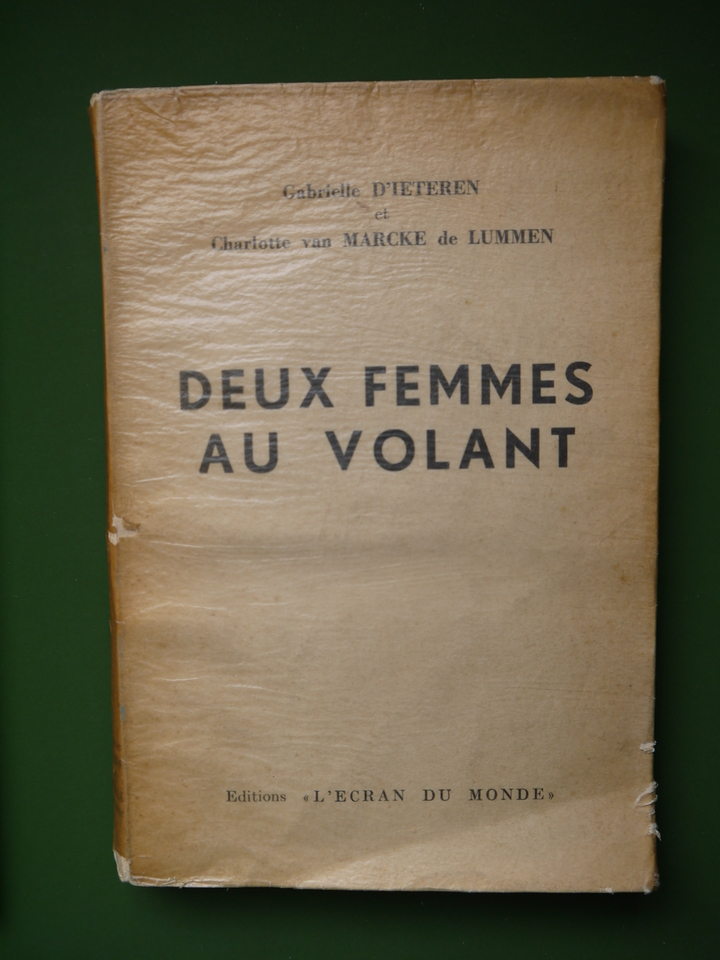 Gabrielle D'IETEREN
et
Charlotte van MARCKE de LUMMEN
DEUX FEMMES
AU VOLANT
Editions «L'ECRAN DU MONDE»